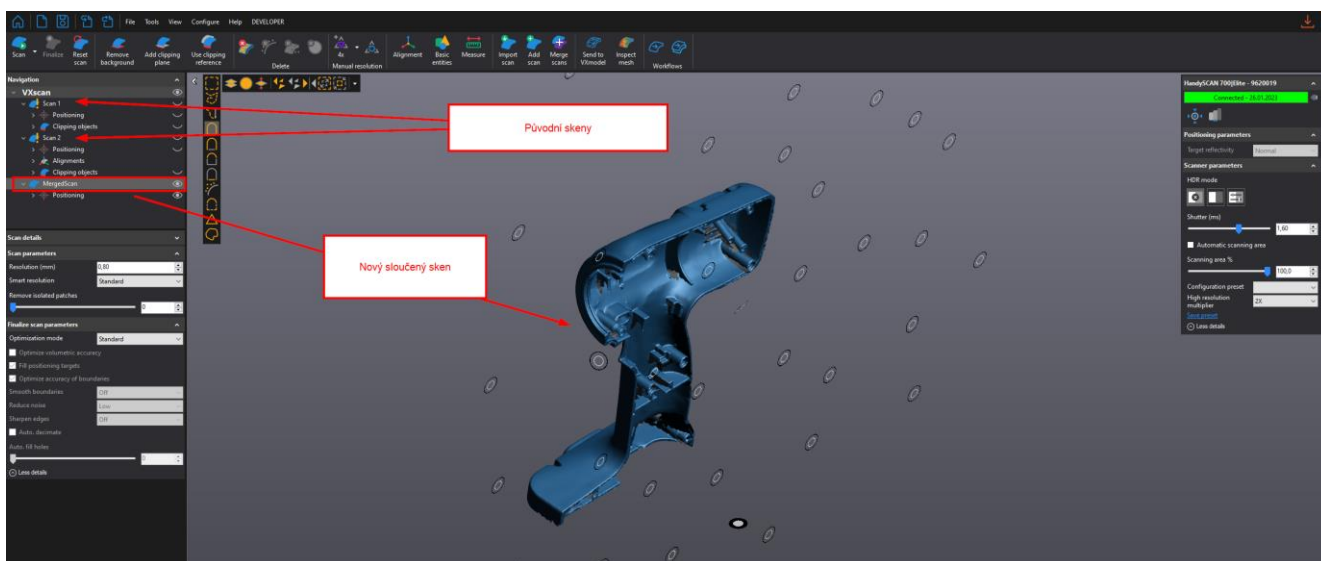 File Tools View Configure Help DEVELOPER
Scan
Finalize
Reset scan
Remove background
Add clipping plane
Use clipping reference
Delete
4x
Manual resolution
Alignment
Basic entities
Measure
Import scan
Add scan
Merge scans
Send to VXmodel
Inspect mesh
Workflows
Navigation
VXscan
Scan 1
Positioning
Clipping objects
Scan 2
Positioning
Alignments
Clipping objects
MergedScan
Positioning
Scan details
Scan parameters
Resolution (mm) 0,80
Smart resolution Standard
Remove isolated patches
0
Finalize scan parameters
Optimization mode Standard
Optimize volumetric accuracy
Fill positioning targets
Optimize accuracy of boundaries
Smooth boundaries Off
Reduce noise Low
Sharpen edges Off
Auto. decimate
Auto. fill holes
0
Less details
Původní skeny
Nový sloučený sken
HandySCAN 700|Elite - 9620019
Connected - 26.01.2023
Positioning parameters
Target reflectivity Normal
Scanner parameters
HDR mode
Shutter (ms)
1,60
Automatic scanning area
Scanning area %
100,0
Configuration preset
High resolution multiplier 2X
Save preset
Less details